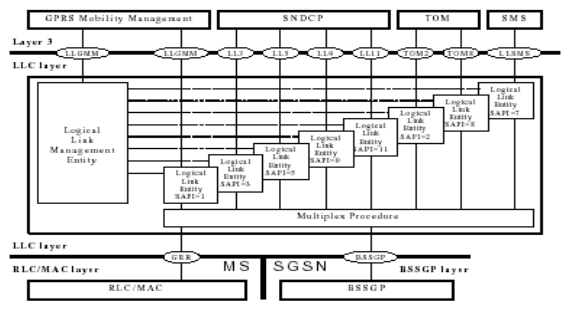 GPRS Mobility Management
SNDCP
TOM
SMS
Layer 3
LLGMM
LLGMM
LL3
LL5
LL9
LL11
TOM2
TOM8
LLSMS
LLC layer
Logical
Link
Management
Entity
Logical
Link
Entity
SAPI=1
Logical
Link
Entity
SAPI=3
Logical
Link
Entity
SAPI=5
Logical
Link
Entity
SAPI=9
Logical
Link
Entity
SAPI=11
Logical
Link
Entity
SAPI=2
Logical
Link
Entity
SAPI=8
Logical
Link
Entity
SAPI=7
Multiplex Procedure
LLC layer
GRR
BSSGP
RLC/MAC layer
MS
SGSN
BSSGP layer
RLC/MAC
BSSGP